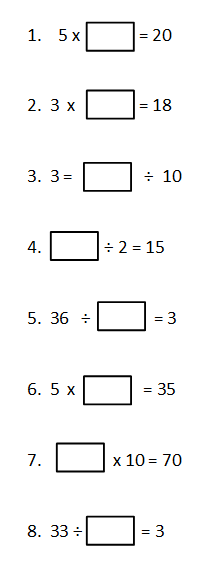 1. 5 x = 20
2. 3 x = 18
3. 3 = ÷ 10
4. ÷ 2 = 15
5. 36 ÷ = 3
6. 5 x = 35
7. x 10 = 70
8. 33 ÷ = 3